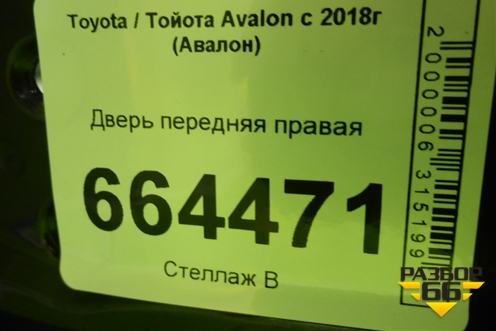 Toyota / Тойота Avalon с 2018г
(Авалон)
Дверь передняя правая
664471
Стеллаж В
2000006315199
РАЗБОР
66